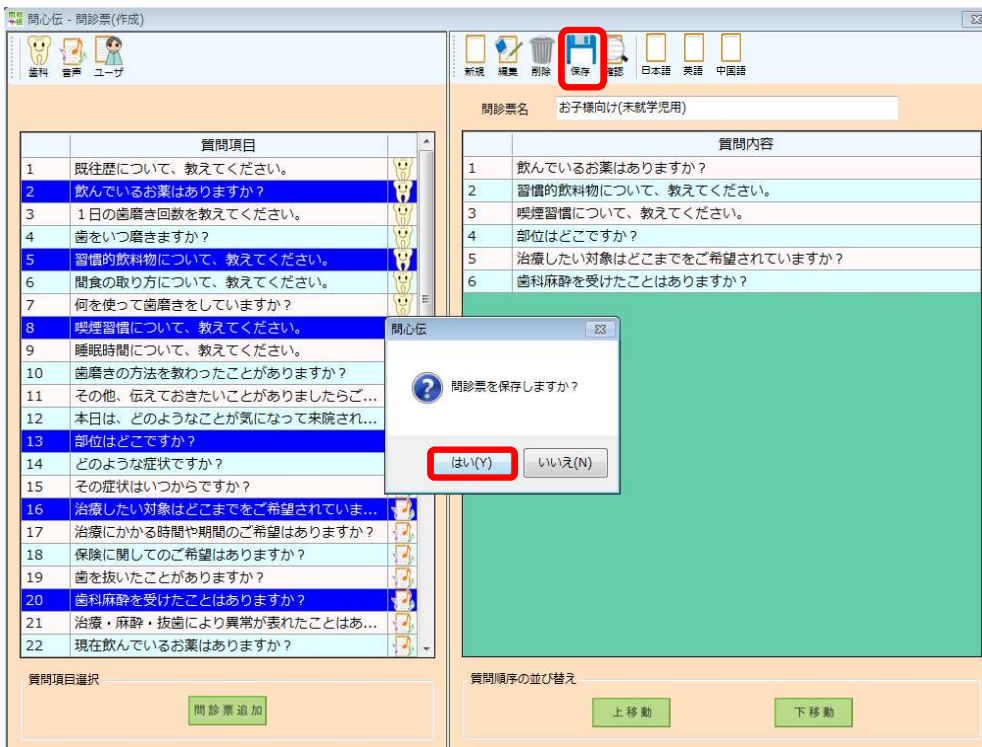 問心伝 - 問診票(作成)
歯科 音声 ユーザ
新規 編集 削除 保存 確認 日本語 英語 中国語
問診票名 お子様向け(未就学児用)
質問項目
1 既往歴について、教えてください。
2 飲んでいるお薬はありますか？
3 １日の歯磨き回数を教えてください。
4 歯をいつ磨きますか？
5 習慣的飲料物について、教えてください。
6 間食の取り方について、教えてください。
7 何を使って歯磨きをしていますか？
8 喫煙習慣について、教えてください。
9 睡眠時間について、教えてください。
10 歯磨きの方法を教わったことがありますか？
11 その他、伝えておきたいことがありましたらご...
12 本日は、どのようなことが気になって来院され...
13 部位はどこですか？
14 どのような症状ですか？
15 その症状はいつからですか？
16 治療したい対象はどこまでをご希望されていま...
17 治療にかかる時間や期間のご希望はありますか？
18 保険に関してのご希望はありますか？
19 歯を抜いたことがありますか？
20 歯科麻酔を受けたことはありますか？
21 治療・麻酔・抜歯により異常が表れたことはあ...
22 現在飲んでいるお薬はありますか？
質問項目選択
問診票追加
質問内容
1 飲んでいるお薬はありますか？
2 習慣的飲料物について、教えてください。
3 喫煙習慣について、教えてください。
4 部位はどこですか？
5 治療したい対象はどこまでをご希望されていますか？
6 歯科麻酔を受けたことはありますか？
質問順序の並び替え
上移動 下移動
問心伝
問診票を保存しますか？
はい(Y) いいえ(N)